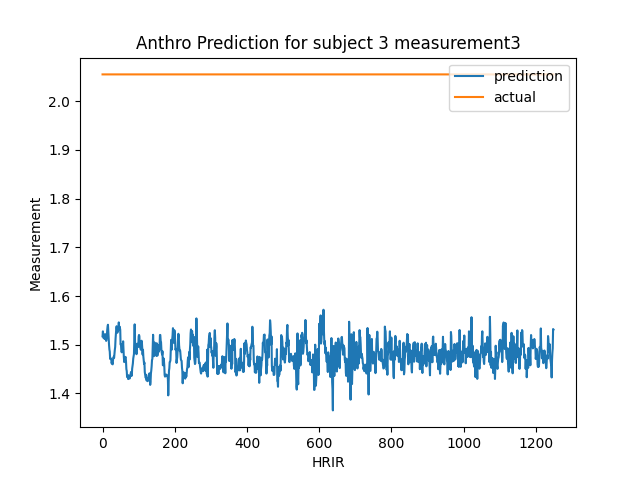 Anthro Prediction for subject 3 measurement3
prediction
actual
2.0
1.9
1.8
1.7
1.6
1.5
1.4
Measurement
0 200 400 600 800 1000 1200
HRIR